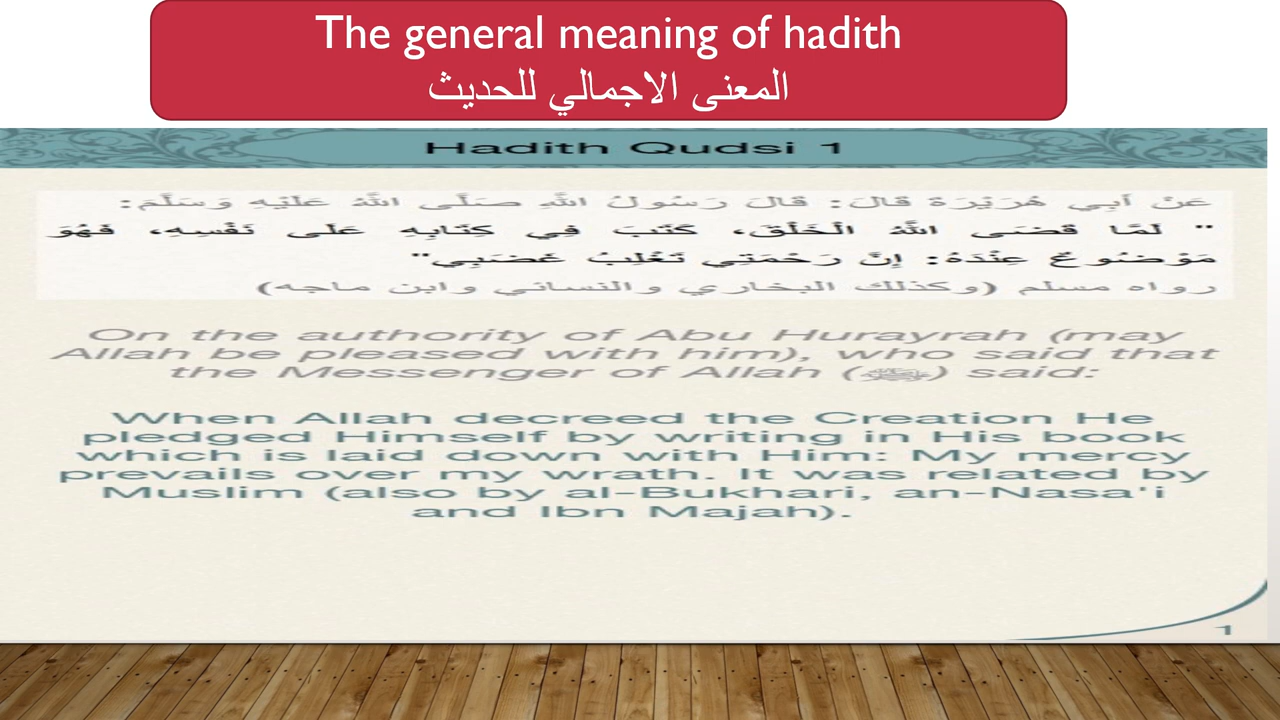 The general meaning of hadith
المعنى الاجمالي للحديث
Hadith Qudsi 1
عَنْ أَبِي هُرَيْرَةَ قَالَ: قَالَ رَسُولُ اللَّهِ صَلَّى اللَّهُ عَلَيْهِ وَسَلَّمَ:
" لَمَّا قَضَى اللَّهُ الْخَلْقَ، كَتَبَ فِي كِتَابِهِ عَلَى نَفْسِهِ، فَهُوَ
مَوْضُوعٌ عِنْدَهُ: إِنَّ رَحْمَتِي تَغْلِبُ غَضَبِي"
رواه مسلم (وكذلك البخاري والنسائي وابن ماجه)
On the authority of Abu Hurayrah (may
Allah be pleased with him), who said that
the Messenger of Allah (ﷺ) said:
When Allah decreed the Creation He
pledged Himself by writing in His book
which is laid down with Him: My mercy
prevails over my wrath. It was related by
Muslim (also by al-Bukhari, an-Nasa'i
and Ibn Majah).
1